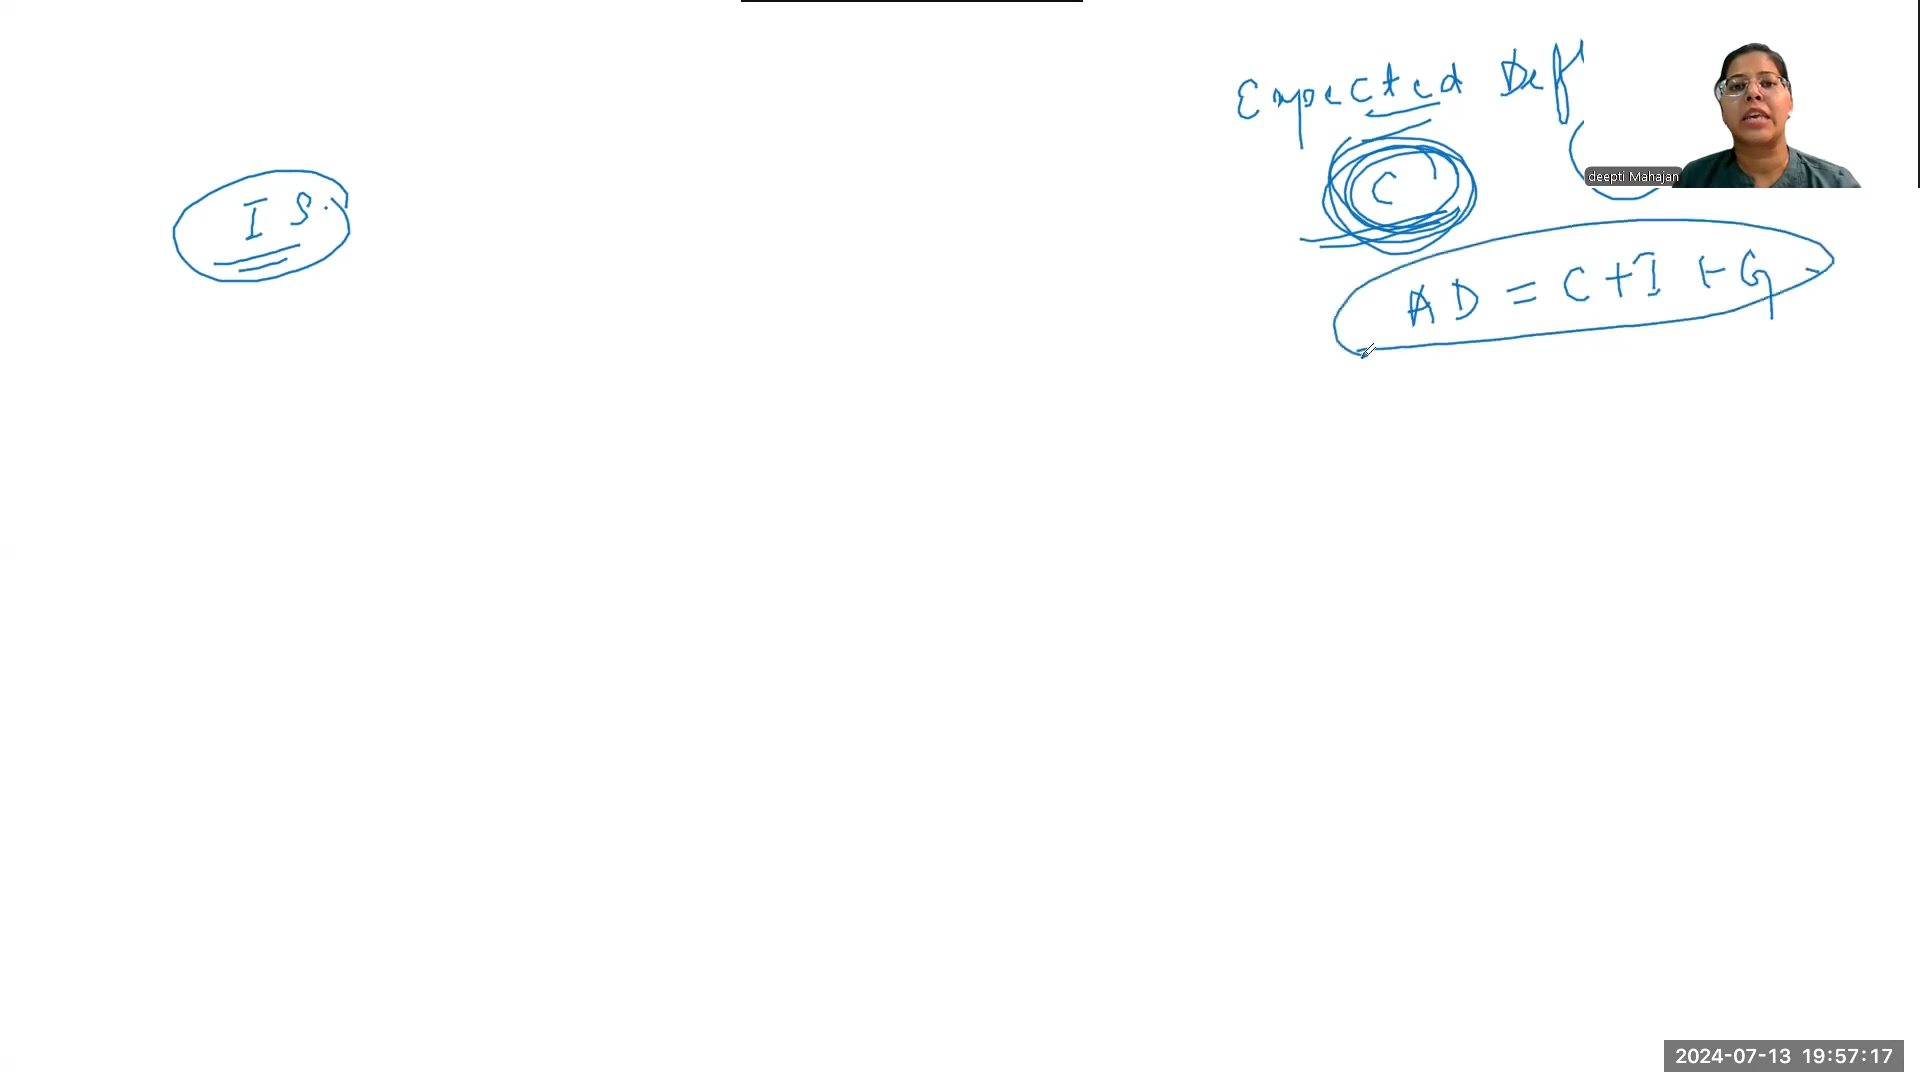 Expected Def
deepti Mahajan
C
I S.
AD = C + I + G
2024-07-13 19:57:17